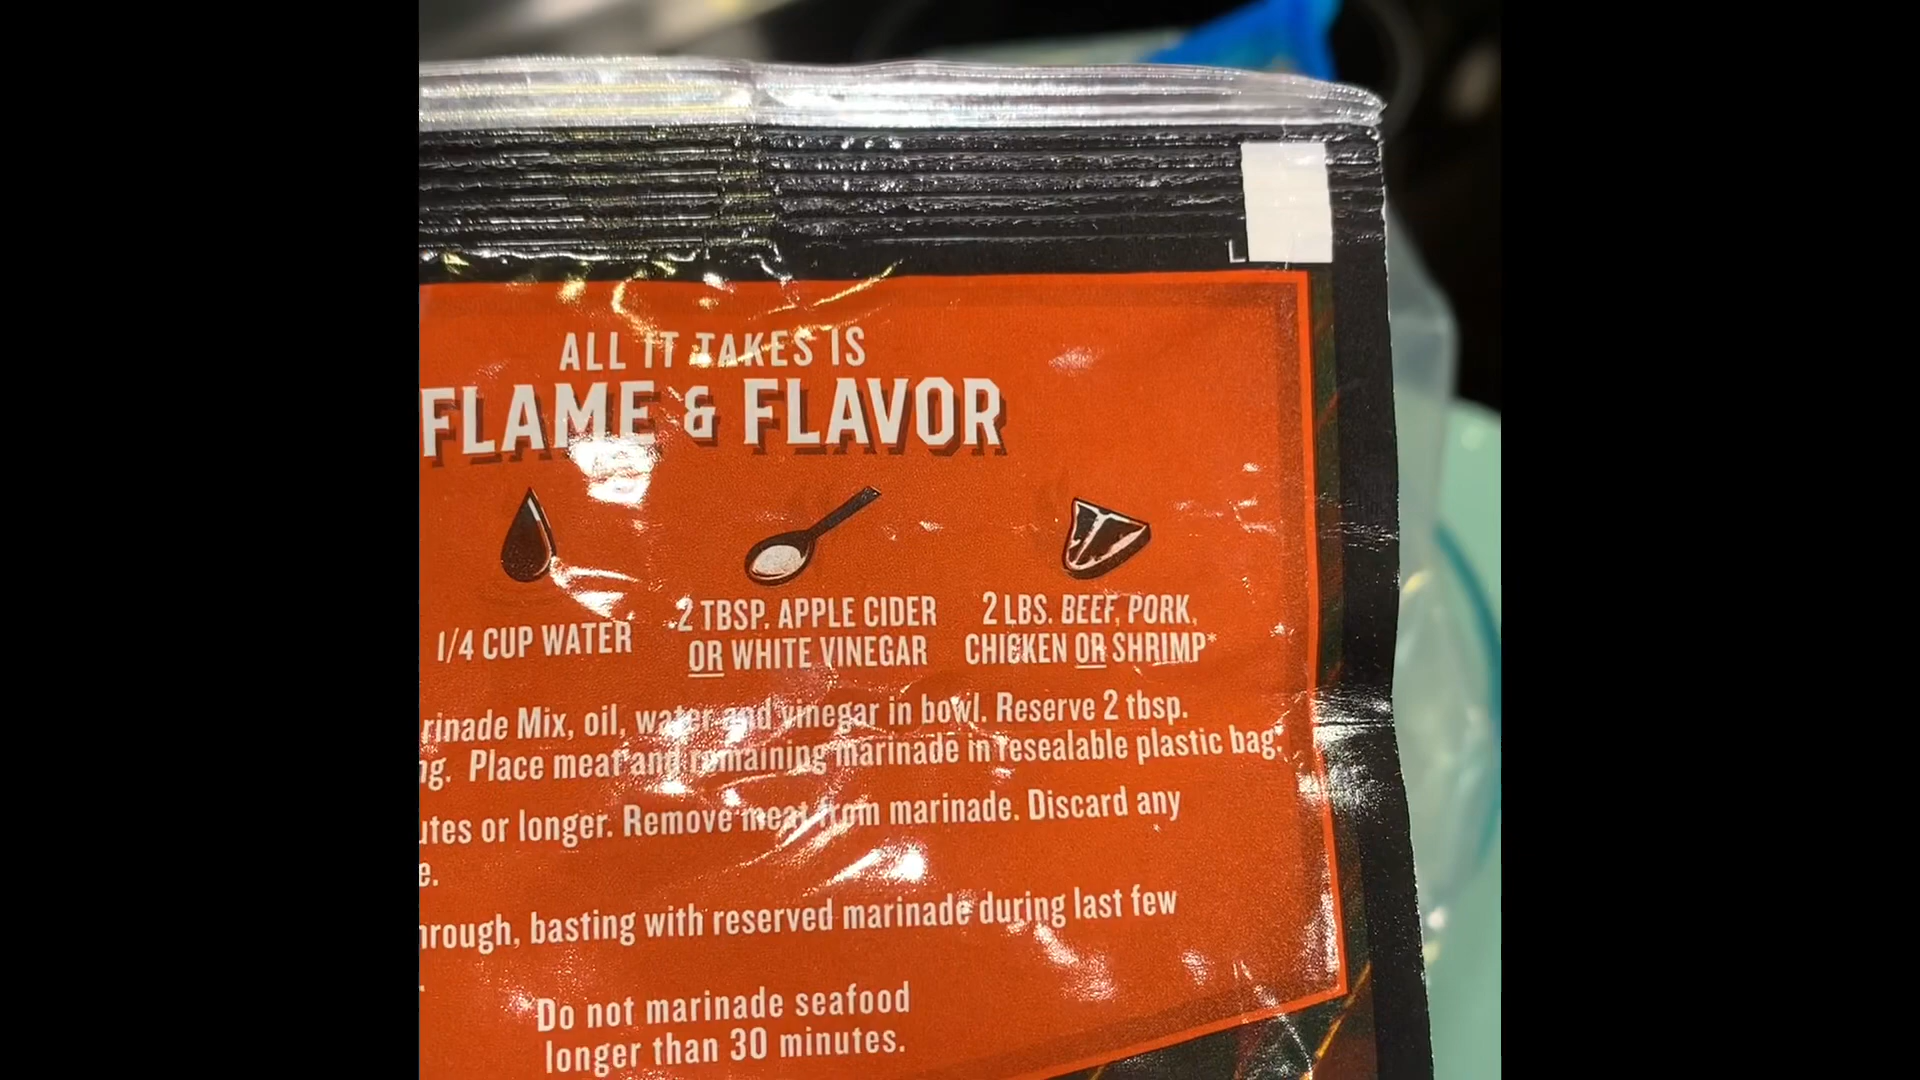 ALL IT TAKES IS
FLAME & FLAVOR
1/4 CUP WATER
2 TBSP. APPLE CIDER
OR WHITE VINEGAR
2 LBS. BEEF, PORK,
CHICKEN OR SHRIMP*
rinade Mix, oil, water and vinegar in bowl. Reserve 2 tbsp.
ng. Place meat and remaining marinade in resealable plastic bag.
utes or longer. Remove meat from marinade. Discard any
e.
hrough, basting with reserved marinade during last few
*Do not marinade seafood
longer than 30 minutes.